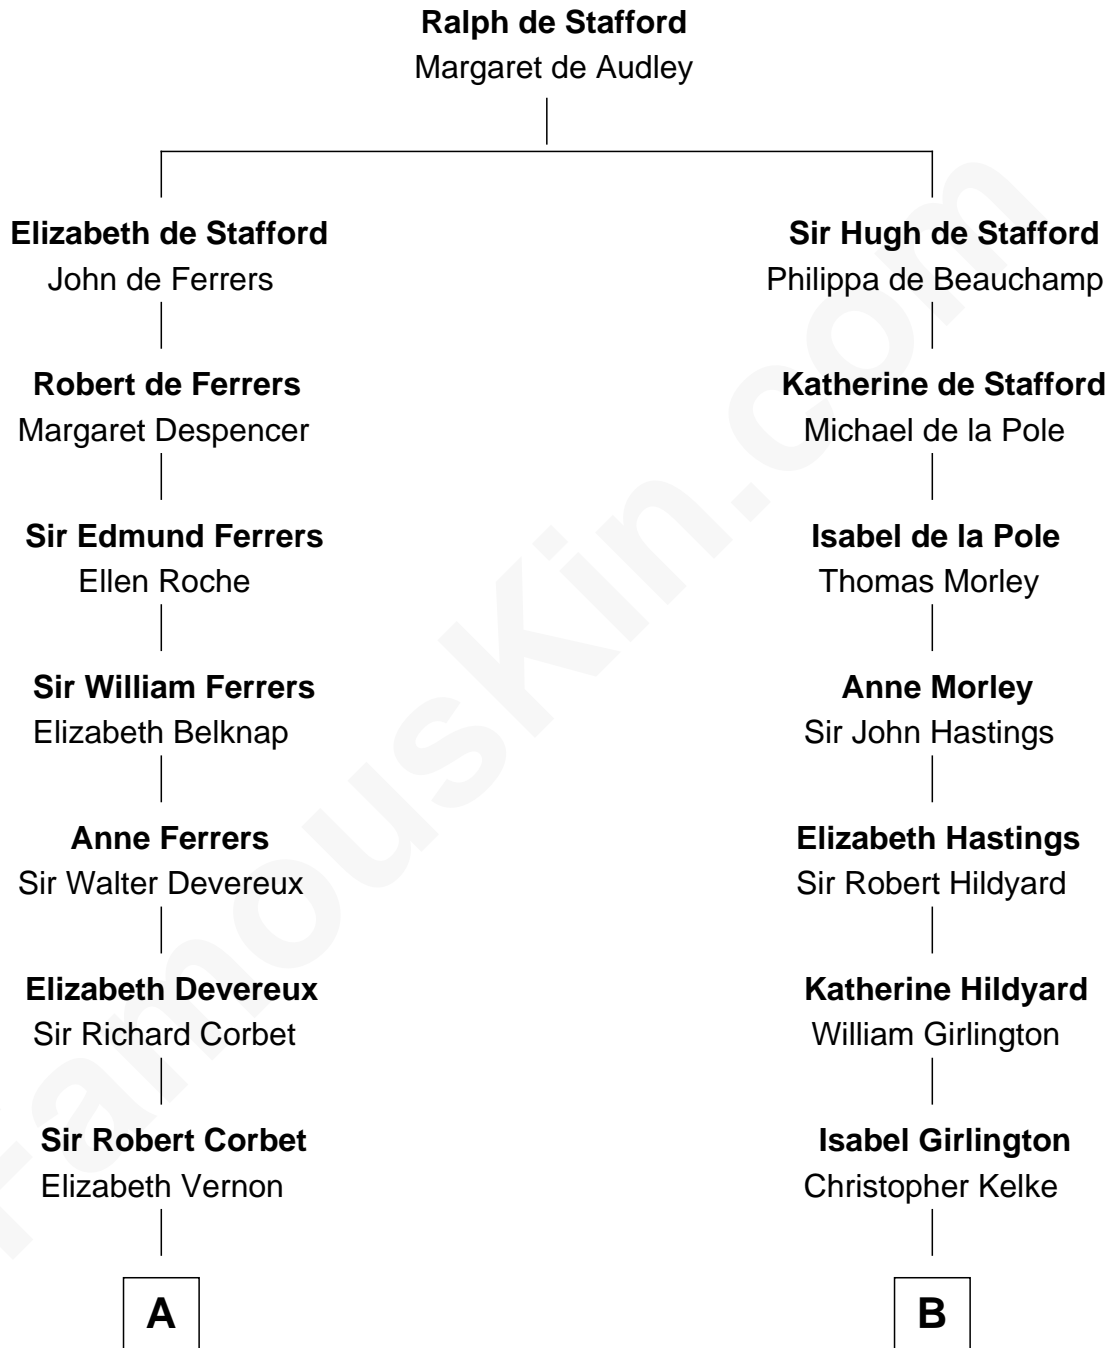 Ralph de Stafford
Margaret de Audley
Elizabeth de Stafford
John de Ferrers
Sir Hugh de Stafford
Philippa de Beauchamp
Robert de Ferrers
Margaret Despencer
Katherine de Stafford
Michael de la Pole
Sir Edmund Ferrers
Ellen Roche
Isabel de la Pole
Thomas Morley
Sir William Ferrers
Elizabeth Belknap
Anne Morley
Sir John Hastings
Anne Ferrers
Sir Walter Devereux
Elizabeth Hastings
Sir Robert Hildyard
Elizabeth Devereux
Sir Richard Corbet
Katherine Hildyard
William Girlington
Sir Robert Corbet
Elizabeth Vernon
Isabel Girlington
Christopher Kelke
A
B
FamousKin.com